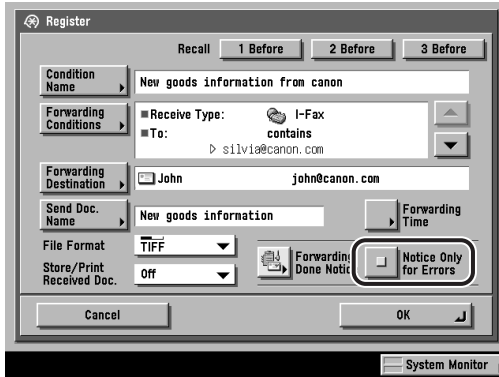 Register
Recall 1 Before 2 Before 3 Before
Condition
Name
New goods information from canon
Forwarding
Conditions
Receive Type: I-Fax
To: contains
silvia@canon.com
Forwarding
Destination
John john@canon.com
Send Doc.
Name
New goods information
Forwarding
Time
File Format TIFF
Store/Print
Received Doc.
Off
Forwarding
Done Notic
Notice Only
for Errors
Cancel OK
System Monitor